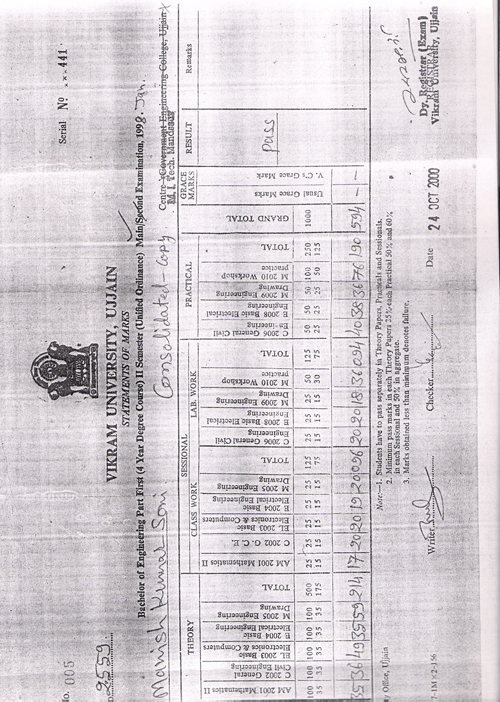 No. 005
2559
Serial No ××441
VIKRAM UNIVERSITY, UJJAIN
STATEMENTS OF MARKS
Bachelor of Engineering Part First (4 Year Degree Course) II Semester (Unified Ordinance) Main/Second Examination, 1998. Jan.
Manish Kumar Soni Consolidated-Copy Centre-Government Engineering College, Ujjain
Tech. Mandsaur
THEORY
AM 2001 Mathematics II
C 2002 General Civil Engineering
EL 2003 Basic Electronics & Computers
E 2004 Basic Electrical Engineering
M 2005 Engineering Drawing
TOTAL
SESSIONAL
CLASS WORK
AM 2001 Mathematics II
C 2002 G. C. E.
EL 2003 Basic Electronics & Computers
E 2004 Basic Electrical Engineering
M 2005 Engineering Drawing
TOTAL
LAB. WORK
C 2006 General Civil Engineering
E 2008 Basic Electrical Engineering
M 2009 Engineering Drawing
M 2010 Workshop practice
TOTAL
PRACTICAL
C 2006 General Civil Engineering
E 2008 Basic Electrical Engineering
M 2009 Engineering Drawing
M 2010 Workshop practice
TOTAL
GRAND TOTAL
GRACE MARKS
Usual Grace Marks
V. C's Grace Mark
RESULT
Remarks
100 100 100 100 100 500 25 25 25 25 25 125 25 25 25 50 125 50 50 50 100 250 1000
35 35 35 35 35 175 15 15 15 15 15 75 15 15 15 30 75 25 25 25 50 125
35 36 49 35 59 214 17 20 20 19 20 096 20 20 18 36 094 40 38 36 76 190 594 – – Pass
Note—1. Students have to pass separately in Theory Papers, Practicals and Sessionals.
2. Minimum pass marks in each Theory Papers 35% each Practical 50% and 60%
in each Sessional and 50% in aggregate.
3. Marks obtained less than minimum denotes failure.
Writer
Checker
Date 24 OCT 2000
Dy. Registrar (Exam)
REGISTRAR
Vikram University, Ujjain
Office, Ujjain